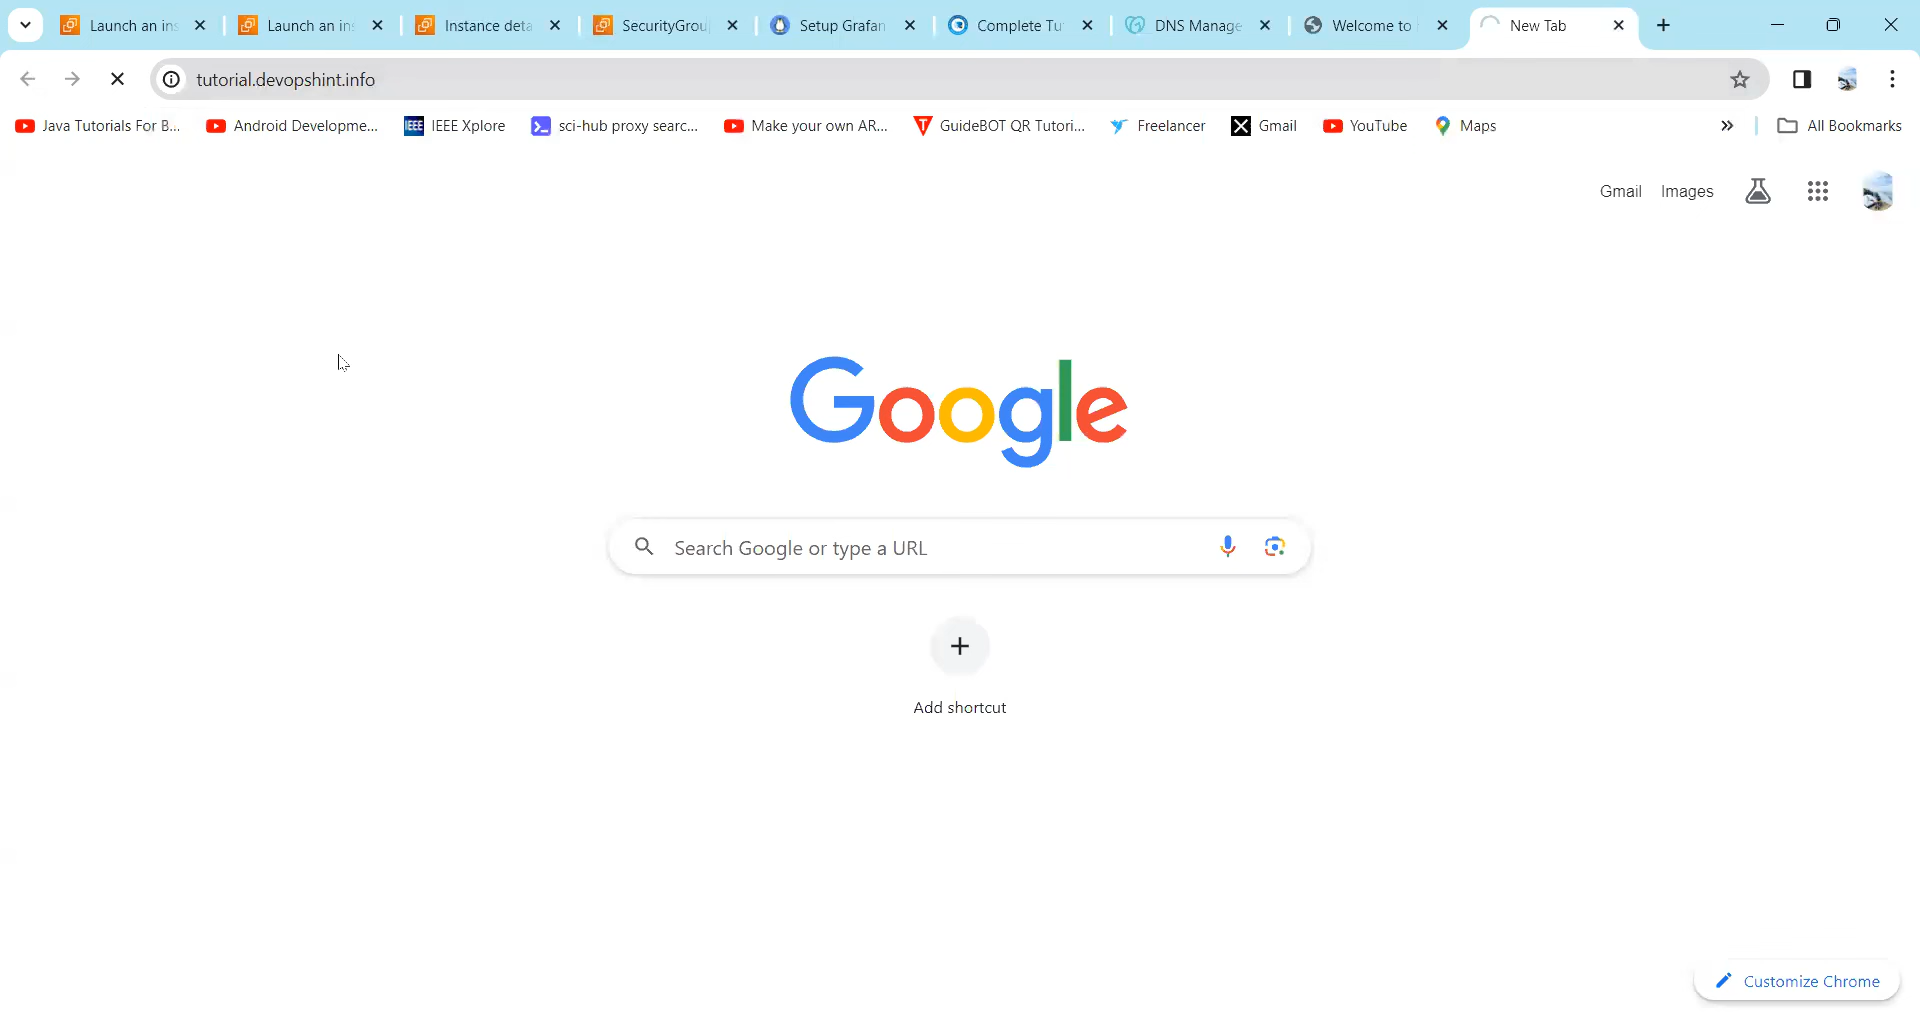 Launch an ins
Launch an ins
Instance deta
SecurityGrou
Setup Grafan
Complete Tu
DNS Manage
Welcome to
New Tab
tutorial.devopshint.info
Java Tutorials For B...
Android Developme...
IEEE IEEE Xplore
sci-hub proxy searc...
Make your own AR...
GuideBOT QR Tutori...
Freelancer
Gmail
YouTube
Maps
All Bookmarks
Gmail
Images
Google
Search Google or type a URL
Add shortcut
Customize Chrome